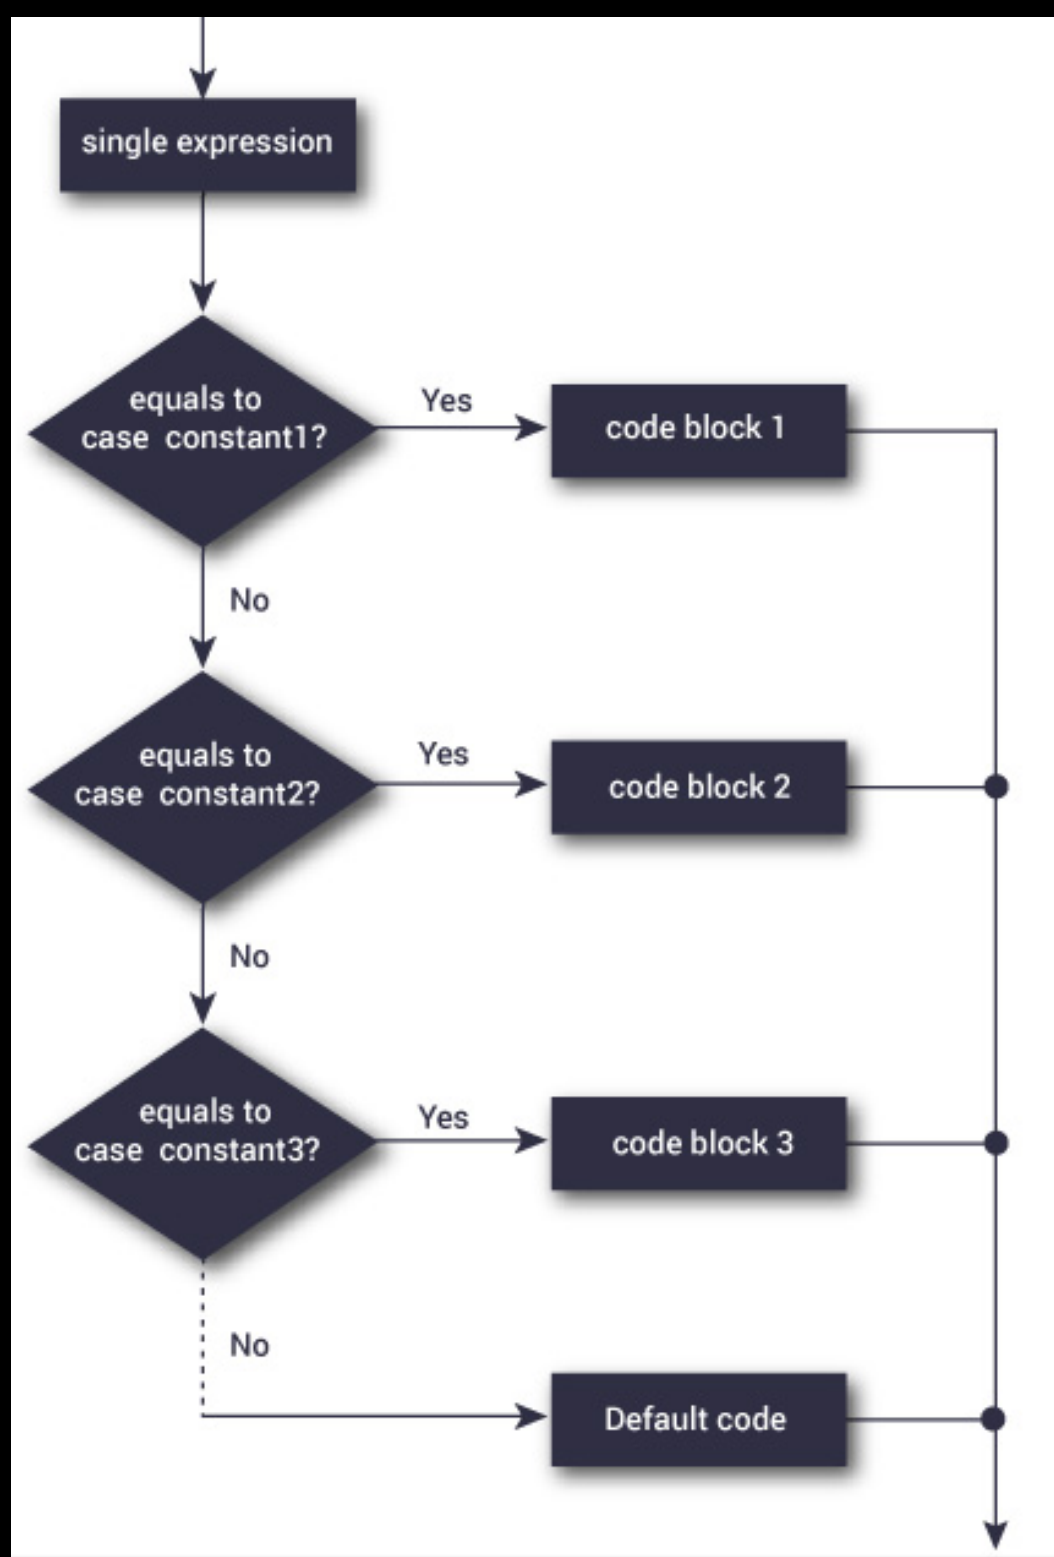 single expression
equals to
case constant1?
Yes
code block 1
No
equals to
case constant2?
Yes
code block 2
No
equals to
case constant3?
Yes
code block 3
No
Default code